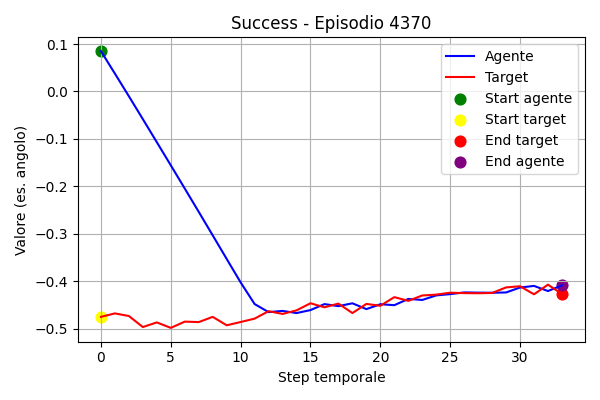 Success - Episodio 4370
Valore (es. angolo)
0.1
0.0
−0.1
−0.2
−0.3
−0.4
−0.5
0
5
10
15
20
25
30
Step temporale
Agente
Target
Start agente
Start target
End target
End agente